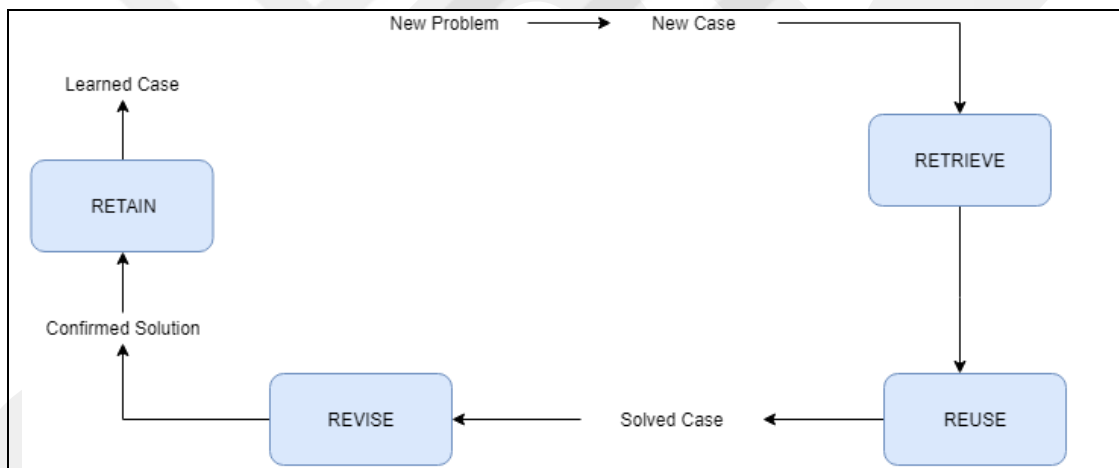 New Problem
New Case
Learned Case
RETRIEVE
RETAIN
Confirmed Solution
REVISE
Solved Case
REUSE